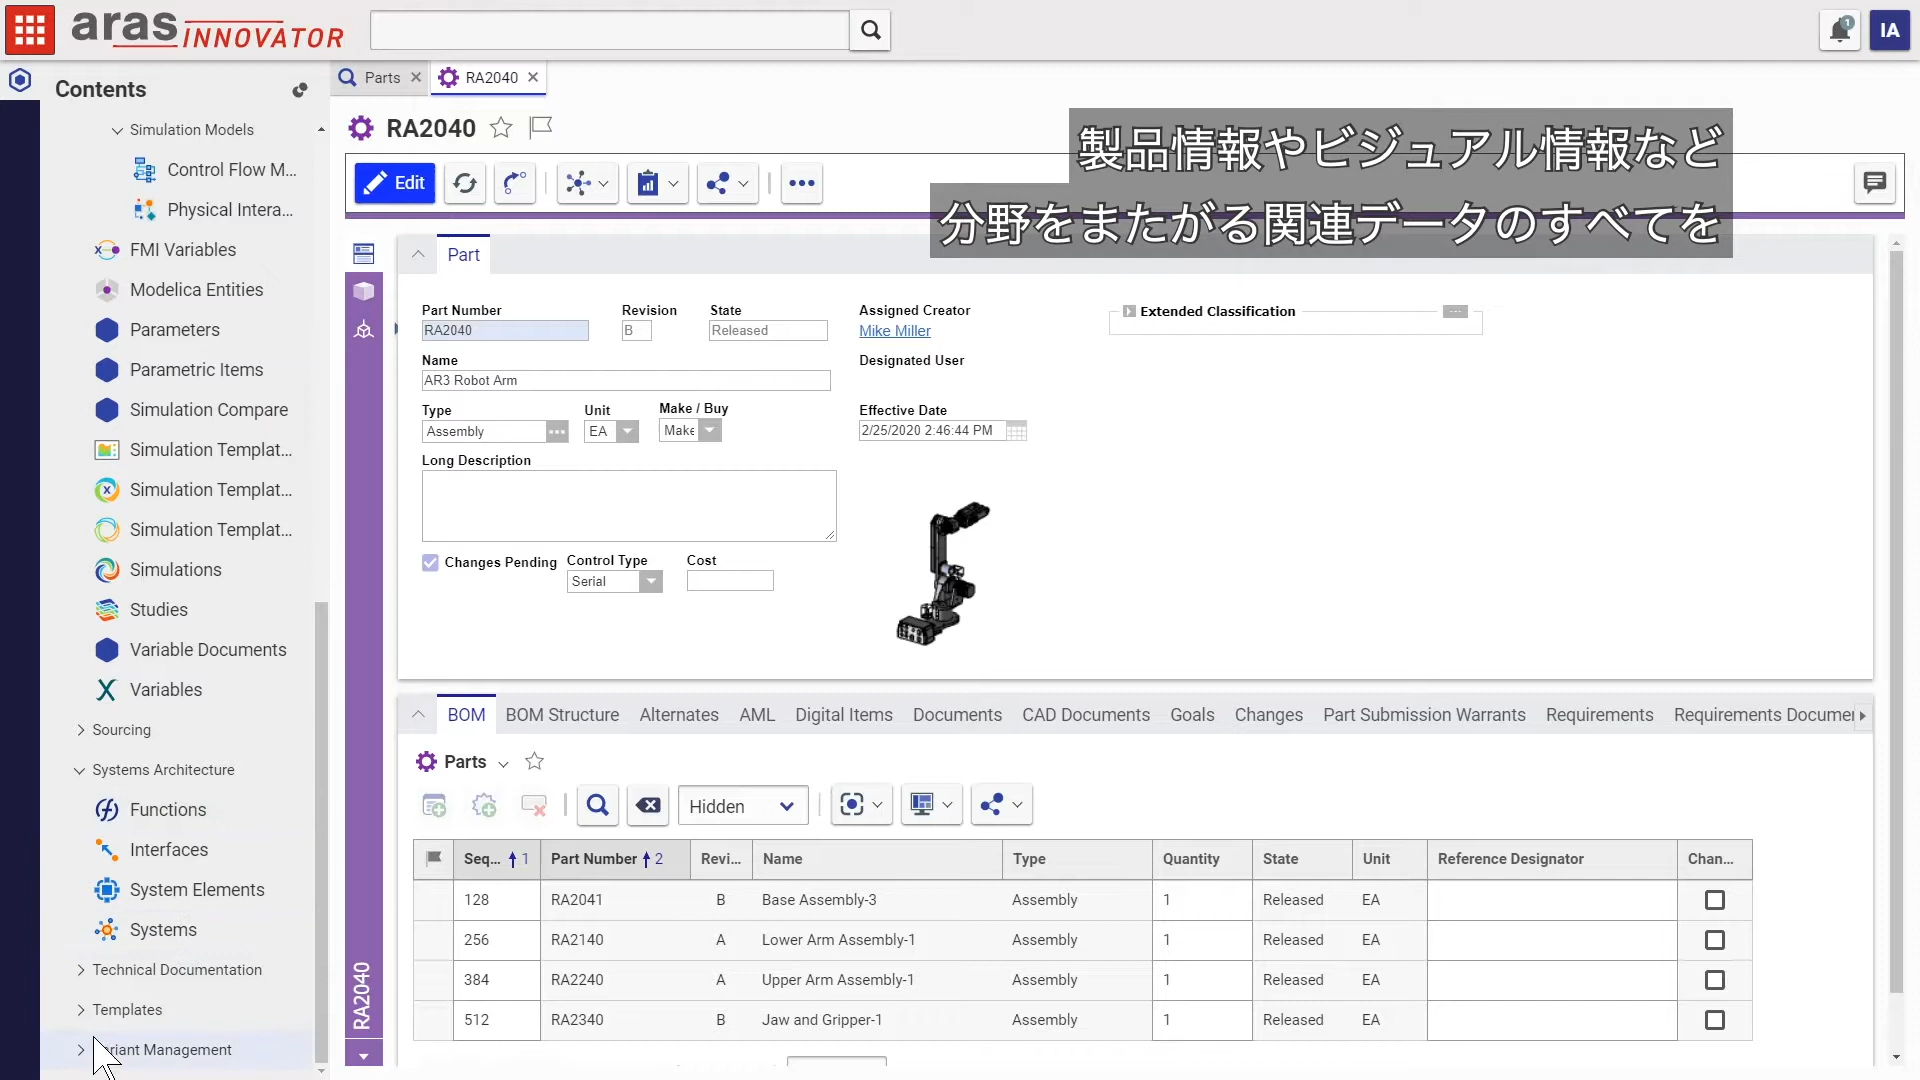 aras INNOVATOR
1
IA
Contents
Simulation Models
Control Flow M...
Physical Intera...
FMI Variables
Modelica Entities
Parameters
Parametric Items
Simulation Compare
Simulation Templat...
Simulation Templat...
Simulation Templat...
Simulations
Studies
Variable Documents
Variables
Sourcing
Systems Architecture
Functions
Interfaces
System Elements
Systems
Technical Documentation
Templates
riant Management
Parts
RA2040
RA2040
製品情報やビジュアル情報など
分野をまたがる関連データのすべてを
Edit
Part
Part Number Revision State Assigned Creator Extended Classification
RA2040 B Released Mike Miller
Name Designated User
AR3 Robot Arm
Type Unit Make / Buy Effective Date
Assembly EA Make 2/25/2020 2:46:44 PM
Long Description
Changes Pending Control Type Cost
Serial
RA2040
BOM BOM Structure Alternates AML Digital Items Documents CAD Documents Goals Changes Part Submission Warrants Requirements Requirements Documen
Parts
Hidden
Seq... 1 Part Number 2 Revi... Name Type Quantity State Unit Reference Designator Chan...
128 RA2041 B Base Assembly-3 Assembly 1 Released EA
256 RA2140 A Lower Arm Assembly-1 Assembly 1 Released EA
384 RA2240 A Upper Arm Assembly-1 Assembly 1 Released EA
512 RA2340 B Jaw and Gripper-1 Assembly 1 Released EA